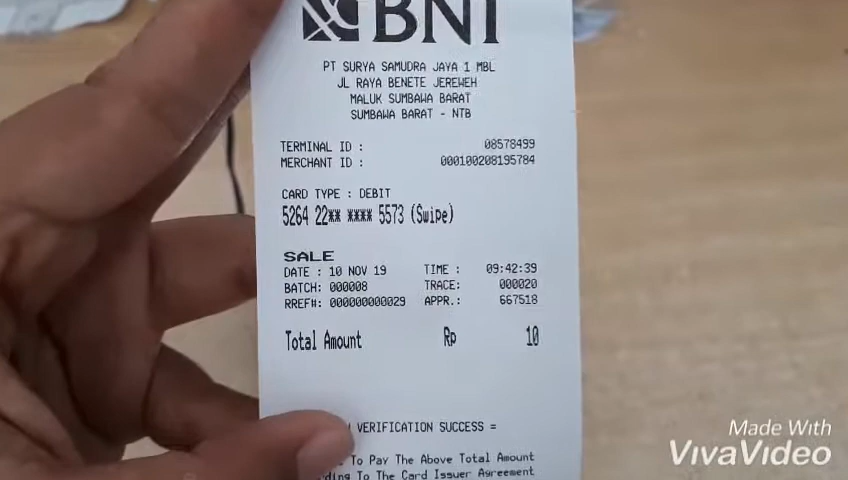 BNI
PT SURYA SAMUDRA JAYA 1 MBL
JL RAYA BENETE JEREWEH
MALUK SUMBAWA BARAT
SUMBAWA BARAT - NTB
TERMINAL ID : 08578499
MERCHANT ID : 000100208195784
CARD TYPE : DEBIT
5264 22** **** 5573 (Swipe)
SALE
DATE : 10 NOV 19 TIME : 09:42:39
BATCH: 000008 TRACE: 000020
RREF#: 000000000029 APPR.: 667518
Total Amount Rp 10
VERIFICATION SUCCESS =
To Pay The Above Total Amount
To The Card Issuer Agreement
Made With
VivaVideo